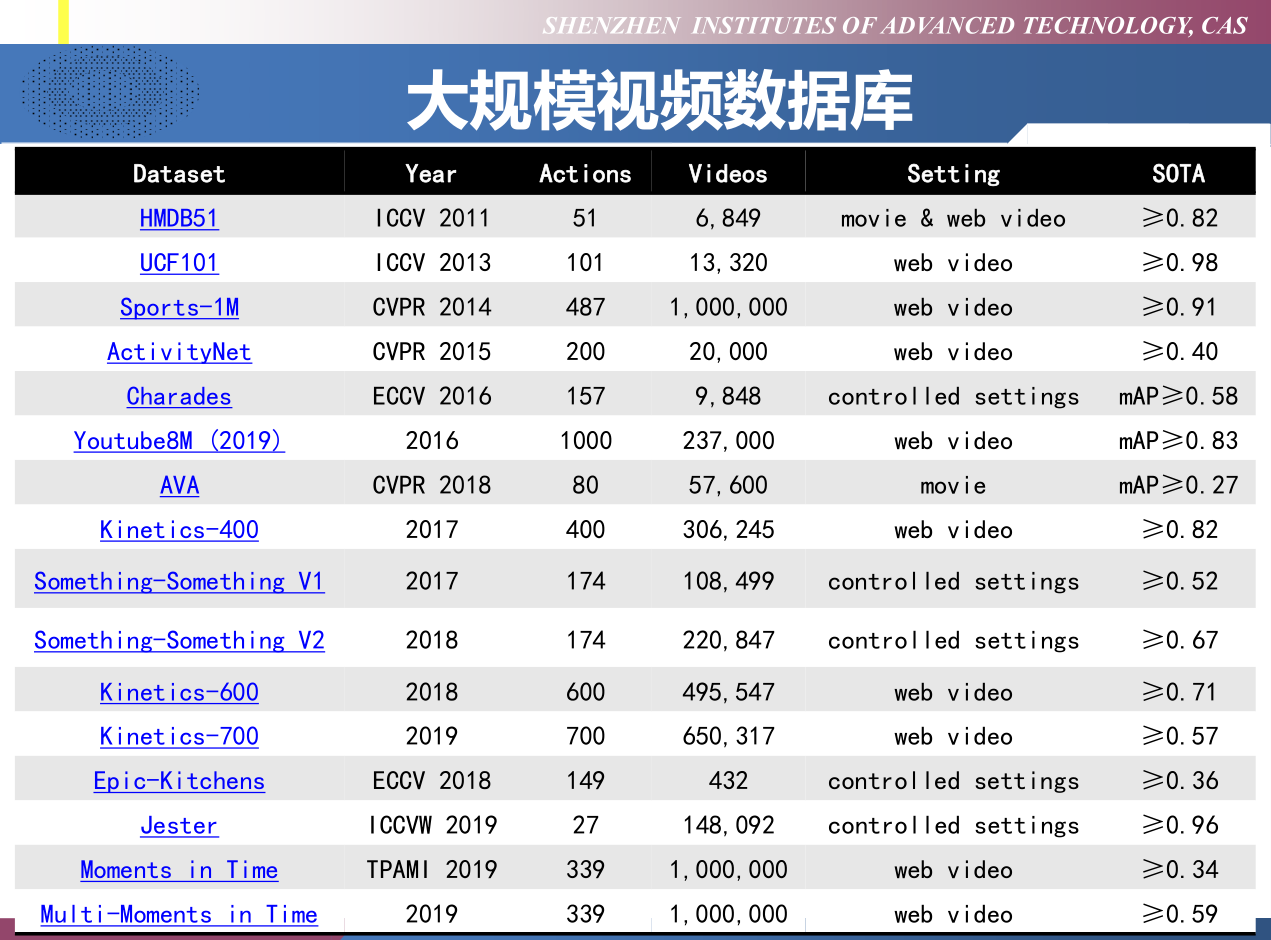 SHENZHEN INSTITUTES OF ADVANCED TECHNOLOGY, CAS
大规模视频数据库
Dataset Year Actions Videos Setting SOTA
HMDB51 ICCV 2011 51 6,849 movie & web video ≥0.82
UCF101 ICCV 2013 101 13,320 web video ≥0.98
Sports-1M CVPR 2014 487 1,000,000 web video ≥0.91
ActivityNet CVPR 2015 200 20,000 web video ≥0.40
Charades ECCV 2016 157 9,848 controlled settings mAP≥0.58
Youtube8M (2019) 2016 1000 237,000 web video mAP≥0.83
AVA CVPR 2018 80 57,600 movie mAP≥0.27
Kinetics-400 2017 400 306,245 web video ≥0.82
Something-Something V1 2017 174 108,499 controlled settings ≥0.52
Something-Something V2 2018 174 220,847 controlled settings ≥0.67
Kinetics-600 2018 600 495,547 web video ≥0.71
Kinetics-700 2019 700 650,317 web video ≥0.57
Epic-Kitchens ECCV 2018 149 432 controlled settings ≥0.36
Jester ICCVW 2019 27 148,092 controlled settings ≥0.96
Moments in Time TPAMI 2019 339 1,000,000 web video ≥0.34
Multi-Moments in Time 2019 339 1,000,000 web video ≥0.59